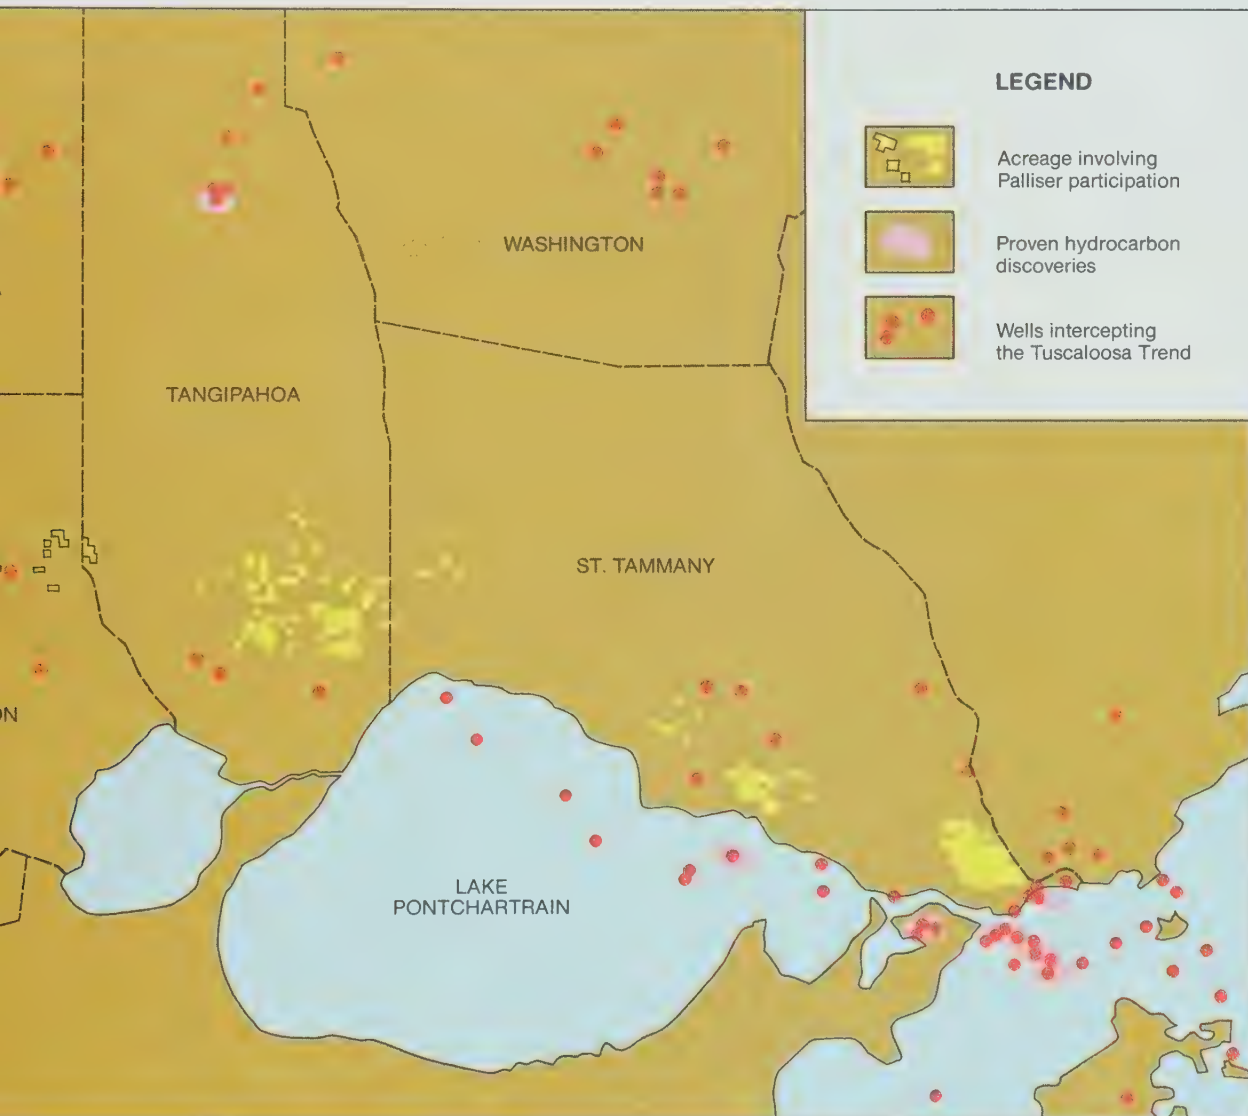 LEGEND
Acreage involving
Palliser participation
Proven hydrocarbon
discoveries
Wells intercepting
the Tuscaloosa Trend
WASHINGTON
TANGIPAHOA
ST. TAMMANY
ON
LAKE
PONTCHARTRAIN